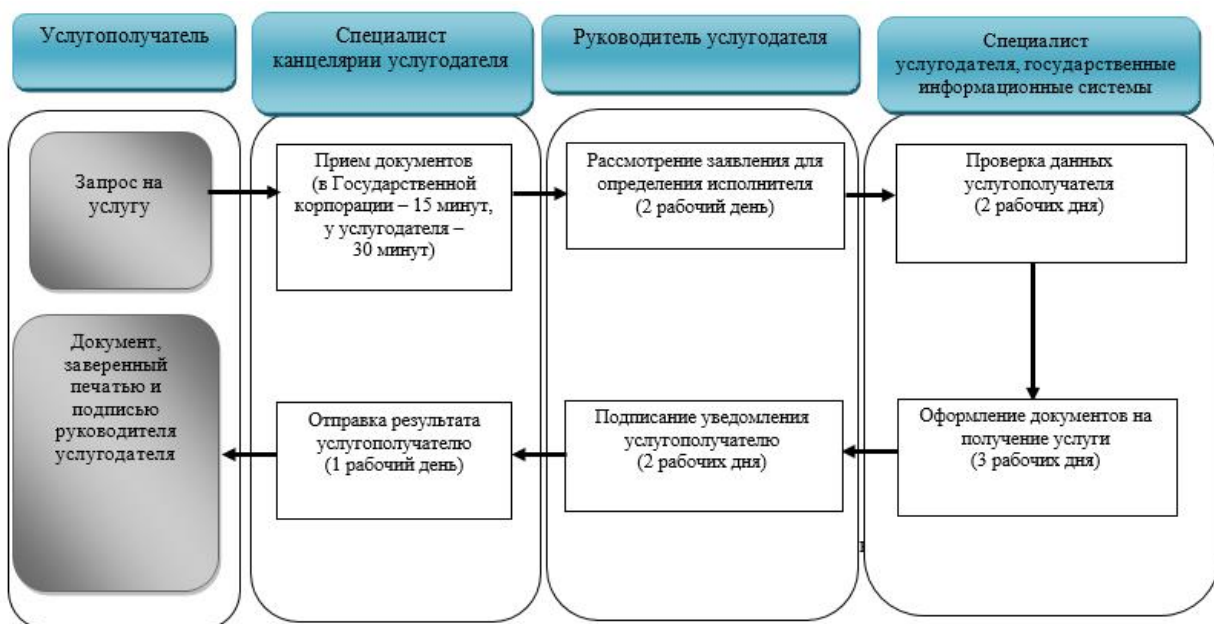 Услугополучатель
Специалист
канцелярии услугодателя
Руководитель услугодателя
Специалист
услугодателя, государственные
информационные системы
Запрос на
услугу
Прием документов
(в Государственной
корпорации – 15 минут,
у услугодателя –
30 минут)
Рассмотрение заявления для
определения исполнителя
(2 рабочий день)
Проверка данных
услугополучателя
(2 рабочих дня)
Документ,
заверенный
печатью и
подписью
руководителя
услугодателя
Отправка результата
услугополучателю
(1 рабочий день)
Подписание уведомления
услугополучателю
(2 рабочих дня)
Оформление документов на
получение услуги
(3 рабочих дня)